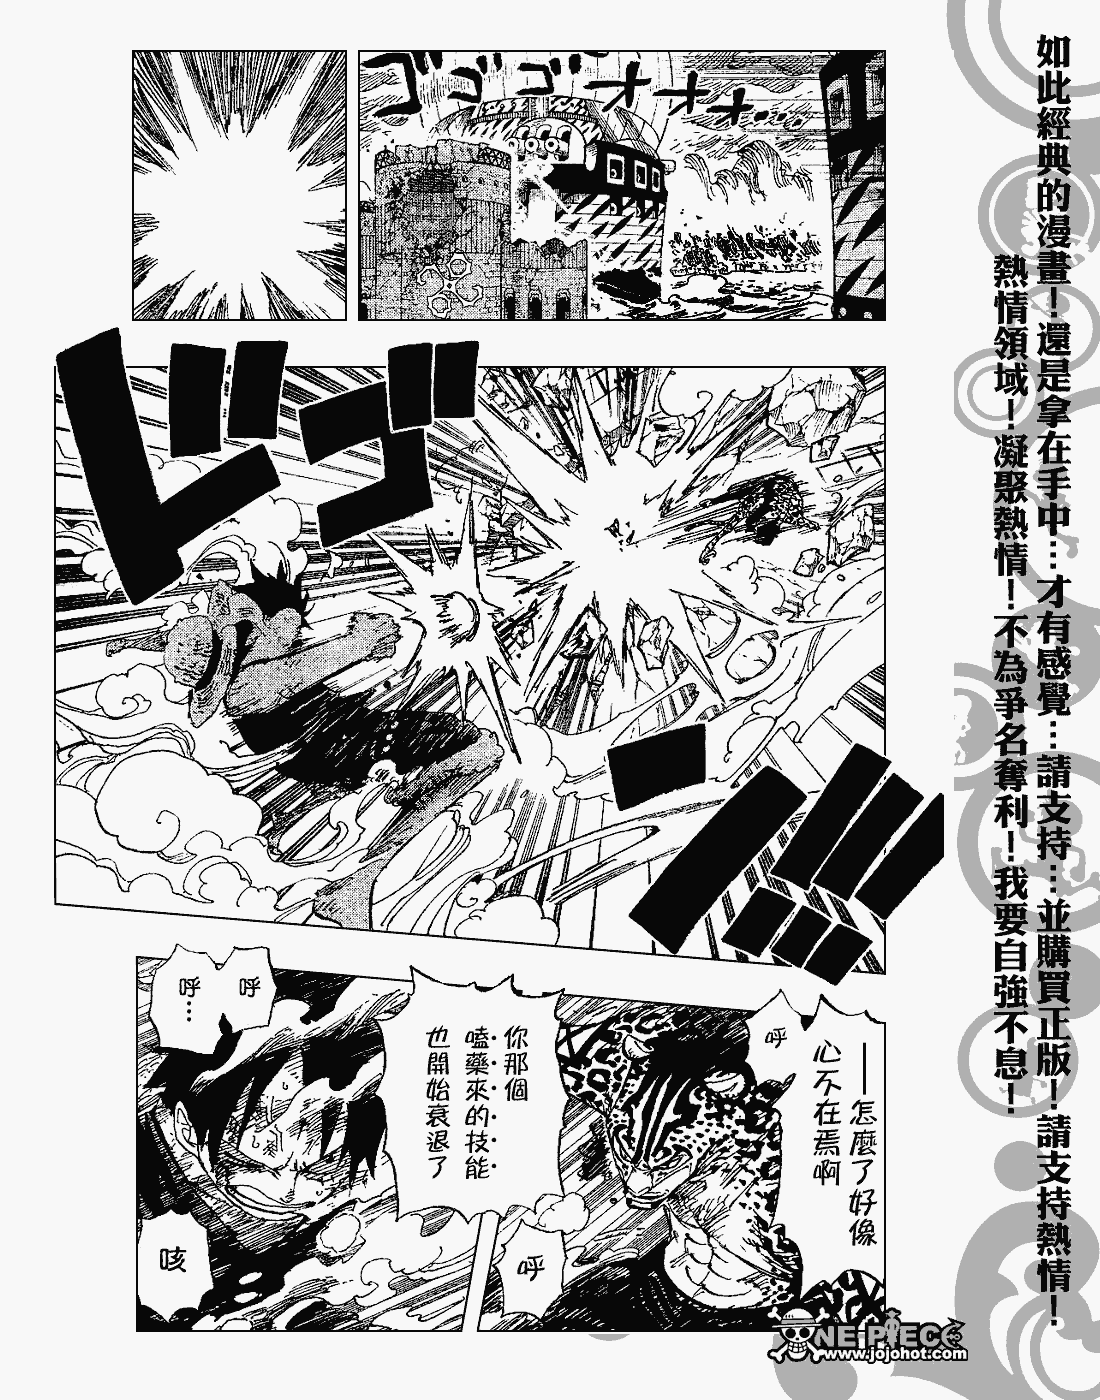 如此經典的漫畫！還是拿在手中…才有感覺…請支持…並購買正版！請支持熱情！
熱情領域！凝聚熱情！不為爭名奪利！我要自強不息！
ゴゴゴオオオ…
ドゴォン!!!
——怎麼了好像
心不在焉啊
呼
你那個
嗑藥來的技能
也開始衰退了
呼
呼
呼…
咳
ONE PIECE
www.jojohot.com